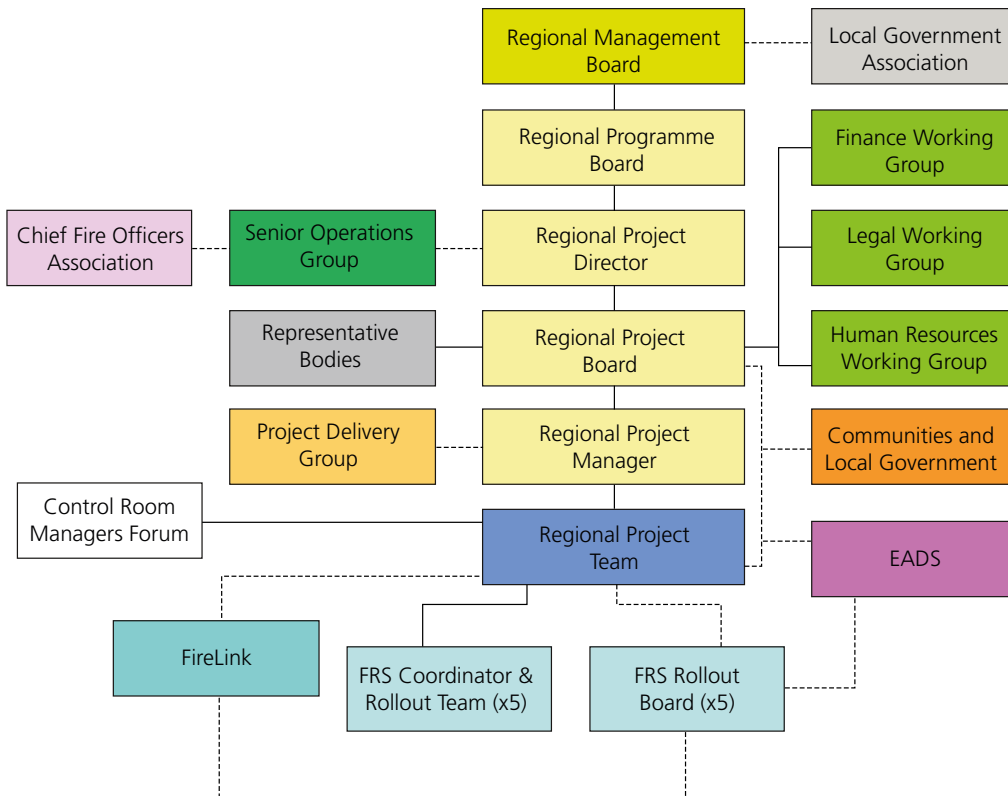 Regional Management
Board
Local Government
Association
Regional Programme
Board
Finance Working
Group
Chief Fire Officers
Association
Senior Operations
Group
Regional Project
Director
Legal Working
Group
Representative
Bodies
Regional Project
Board
Human Resources
Working Group
Project Delivery
Group
Regional Project
Manager
Communities and
Local Government
Control Room
Managers Forum
Regional Project
Team
EADS
FireLink
FRS Coordinator &
Rollout Team (x5)
FRS Rollout
Board (x5)